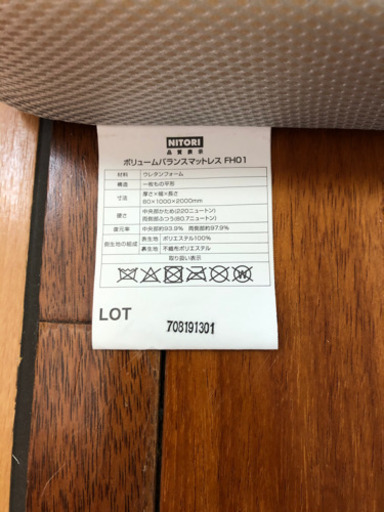 NITORI
品質表示
ボリュームバランスマットレス FH01
材料 ウレタンフォーム
構造 一枚もの平形
寸法 厚さ×幅×長さ
80×1000×2000mm
硬さ 中央部かため(220ニュートン)
両側部ふつう(80.7ニュートン)
復元率 中央部約93.9% 両側部約97.9%
側生地の組成 表生地 ポリエステル100%
裏生地 不織布ポリエステル100%
取り扱い表示
LOT
708191301